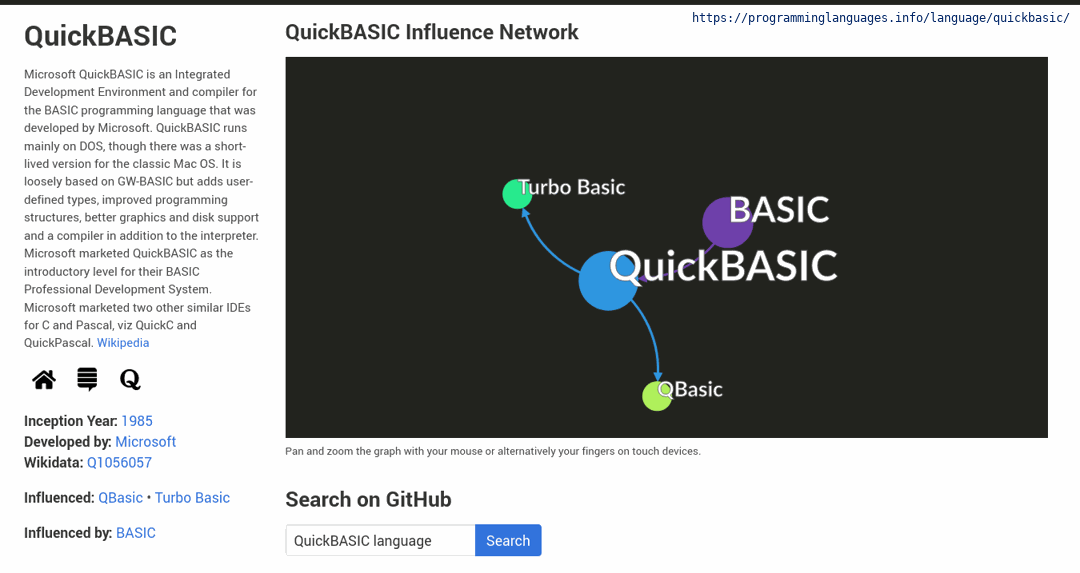 https://programminglanguages.info/language/quickbasic/
QuickBASIC
Microsoft QuickBASIC is an Integrated
Development Environment and compiler for
the BASIC programming language that was
developed by Microsoft. QuickBASIC runs
mainly on DOS, though there was a short-
lived version for the classic Mac OS. It is
loosely based on GW-BASIC but adds user-
defined types, improved programming
structures, better graphics and disk support
and a compiler in addition to the interpreter.
Microsoft marketed QuickBASIC as the
introductory level for their BASIC
Professional Development System.
Microsoft marketed two other similar IDEs
for C and Pascal, viz QuickC and
QuickPascal. Wikipedia
Inception Year: 1985
Developed by: Microsoft
Wikidata: Q1056057
Influenced: QBasic • Turbo Basic
Influenced by: BASIC
QuickBASIC Influence Network
Turbo Basic
BASIC
QuickBASIC
QBasic
Pan and zoom the graph with your mouse or alternatively your fingers on touch devices.
Search on GitHub
QuickBASIC language
Search